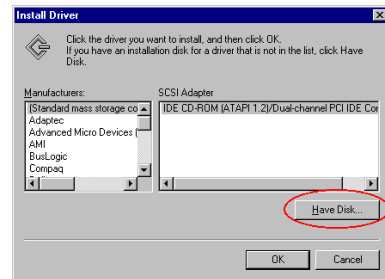 Install Driver
Click the driver you want to install, and then click OK.
If you have an installation disk for a driver that is not in the list, click Have
Disk.
Manufacturers:
SCSI Adapter
(Standard mass storage co
IDE CD-ROM (ATAPI 1.2)/Dual-channel PCI IDE Con
Adaptec
Advanced Micro Devices (
AMI
BusLogic
Compaq
Have Disk...
OK
Cancel